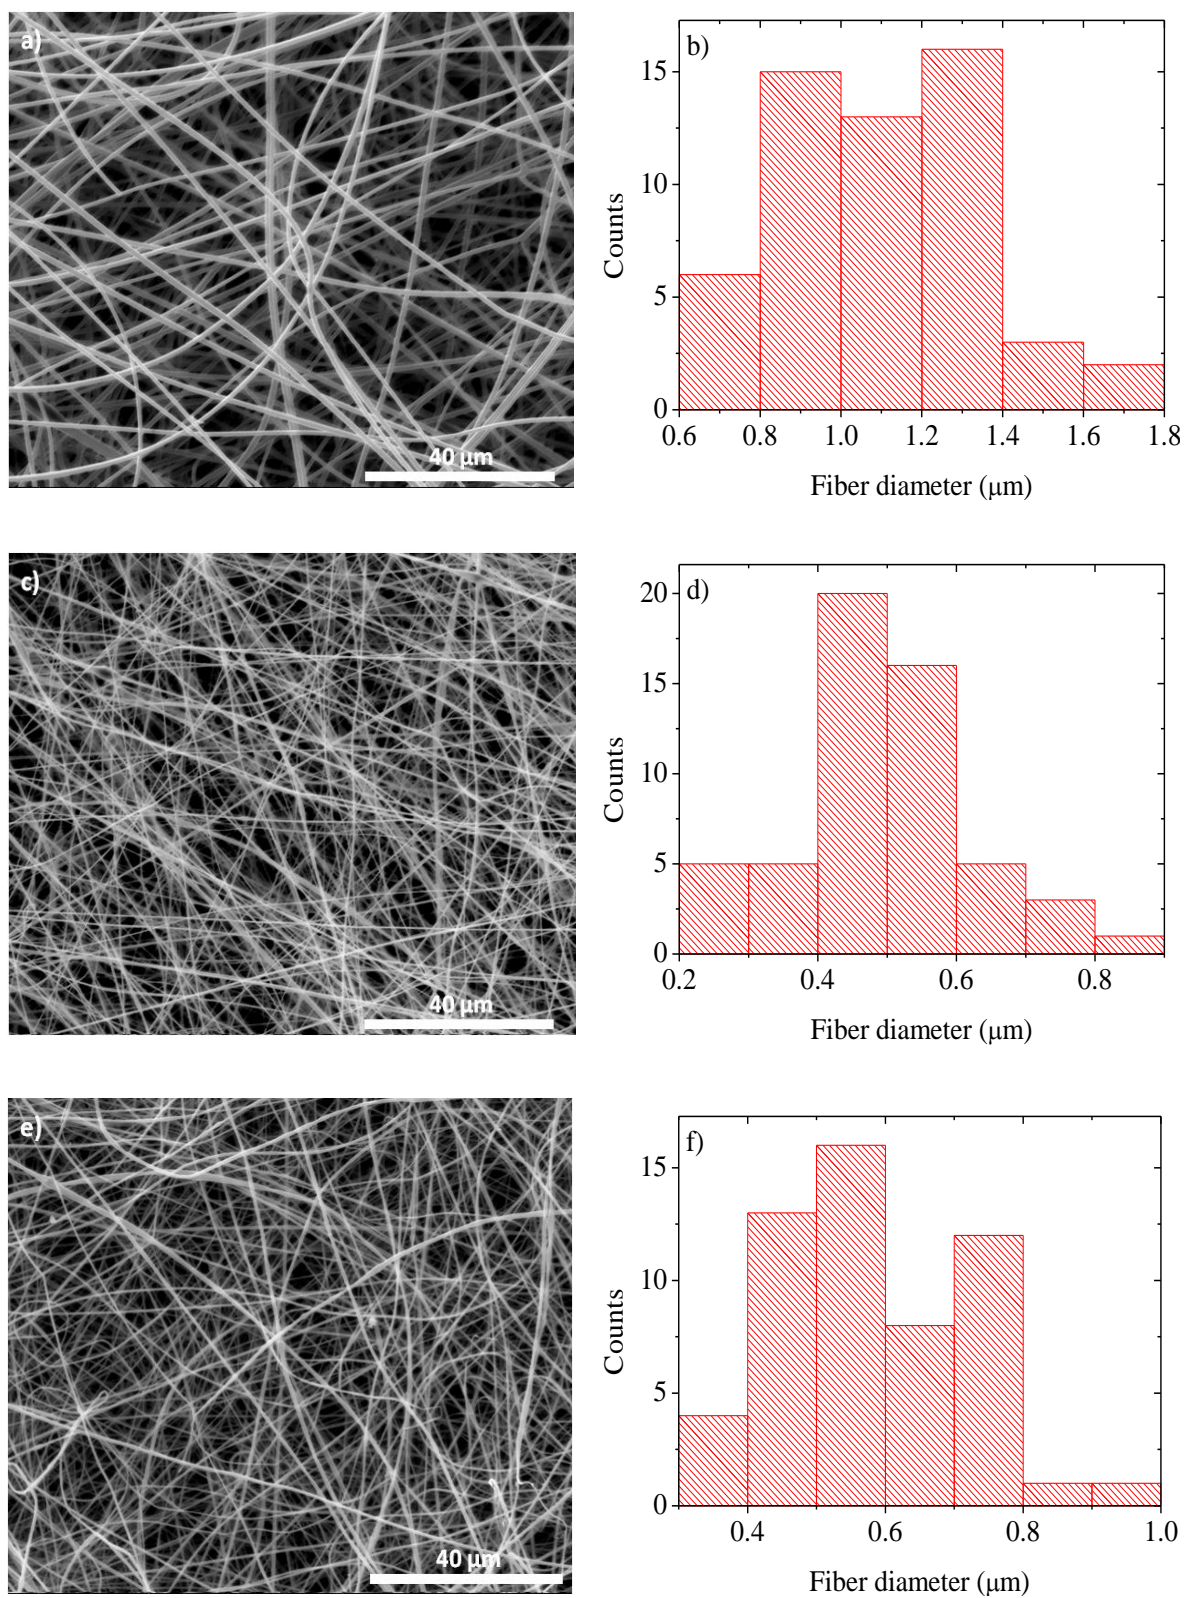 a)
40 μm
b)
15
10
5
0
Counts
0.6 0.8 1.0 1.2 1.4 1.6 1.8
Fiber diameter (μm)
c)
40 μm
d)
20
15
10
5
0
Counts
0.2 0.4 0.6 0.8
Fiber diameter (μm)
e)
40 μm
f)
15
10
5
0
Counts
0.4 0.6 0.8 1.0
Fiber diameter (μm)